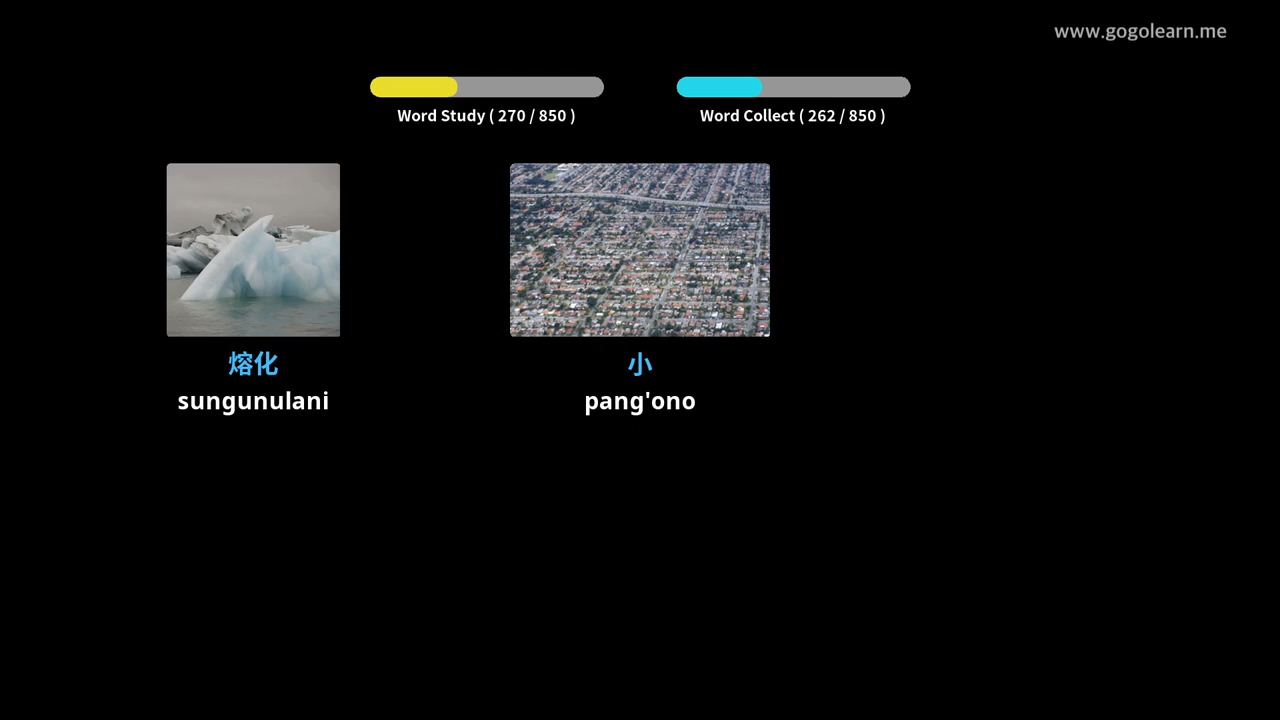 www.gogolearn.me
Word Study ( 270 / 850 )
Word Collect ( 262 / 850 )
熔化
sungunulani
小
pang'ono